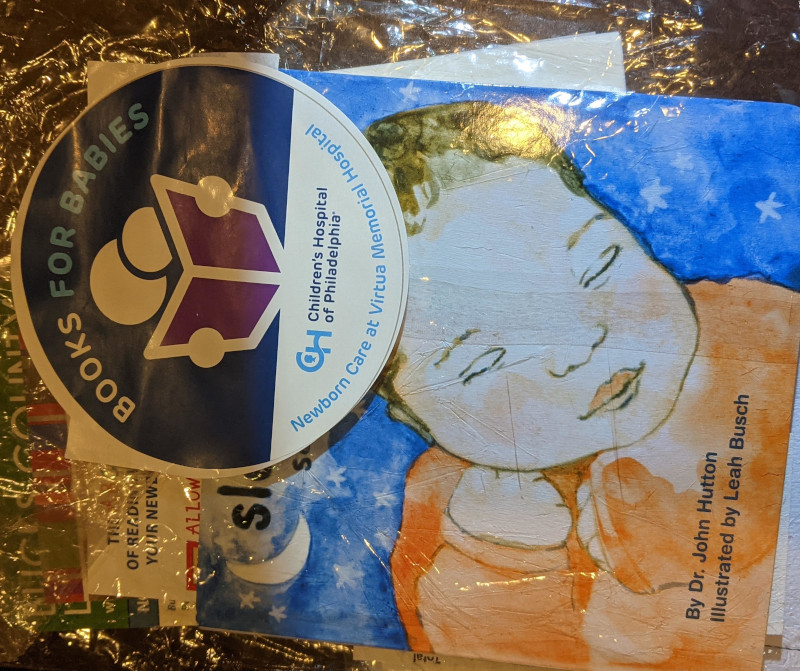 By Dr. John Hutton
Illustrated by Leah Busch
BOOKS FOR BABIES
Children's Hospital
of Philadelphia
Newborn Care at Virtua Memorial Hospital
Total
ALLOW
OF READI
YOUR NEW